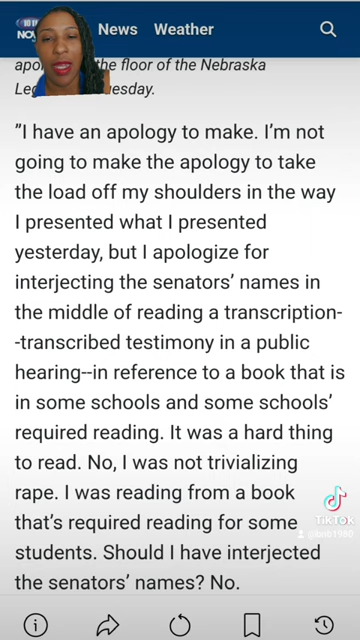 10 11
NOW
News
Weather
apo
the floor of the Nebraska
Leg
uesday.
"I have an apology to make. I'm not
going to make the apology to take
the load off my shoulders in the way
I presented what I presented
yesterday, but I apologize for
interjecting the senators' names in
the middle of reading a transcription-
-transcribed testimony in a public
hearing--in reference to a book that is
in some schools and some schools'
required reading. It was a hard thing
to read. No, I was not trivializing
rape. I was reading from a book
that's required reading for some
students. Should I have interjected
the senators' names? No.
TikTok